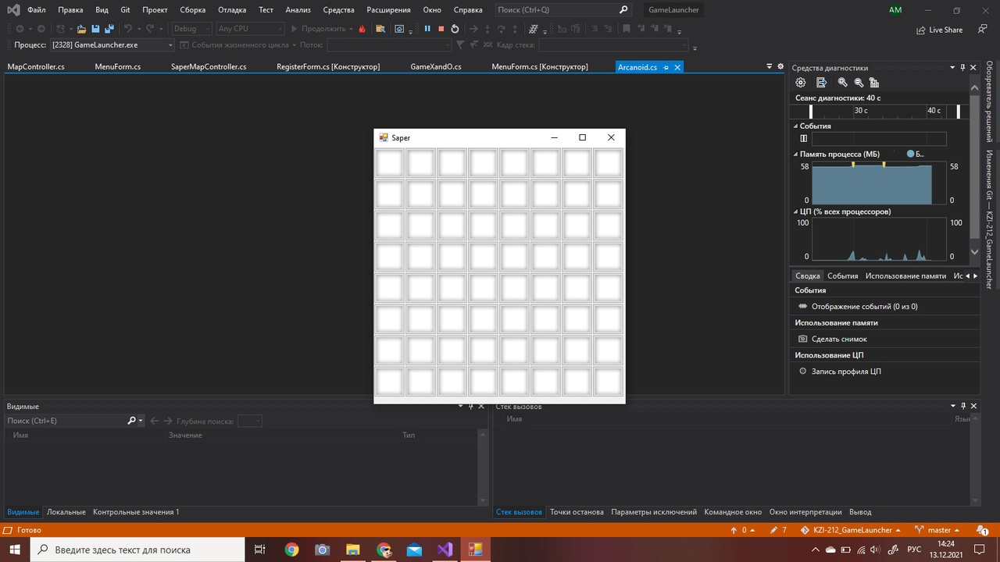 Файл Правка Вид Git Проект Сборка Отладка Тест Анализ Средства Расширения Окно Справка Поиск (Ctrl+Q) GameLauncher AM
Debug Any CPU Продолжить Live Share
Процесс: [2328] GameLauncher.exe События жизненного цикла Поток: Кадр стека:
MapController.cs MenuForm.cs SaperMapController.cs RegisterForm.cs [Конструктор] GameXandO.cs MenuForm.cs [Конструктор] Arcanoid.cs
Средства диагностики
Сеанс диагностики: 40 с
30 с 40 с
События
Память процесса (МБ) Б..
58 58
0 0
ЦП (% всех процессоров)
100 100
0 0
Сводка События Использование памяти Ис
События
Отображение событий (0 из 0)
Использование памяти
Сделать снимок
Использование ЦП
Запись профиля ЦП
Обозреватель решений
Изменения Git — KZI-212_GameLauncher
Saper
Видимые
Поиск (Ctrl+E) Глубина поиска:
Имя Значение Тип
Видимые Локальные Контрольные значения 1
Стек вызовов
Имя Язык
Стек вызовов Точки останова Параметры исключений Командное окно Окно интерпретации Вывод
Готово 0 7 KZI-212_GameLauncher master 1
Введите здесь текст для поиска РУС 14:24
13.12.2021